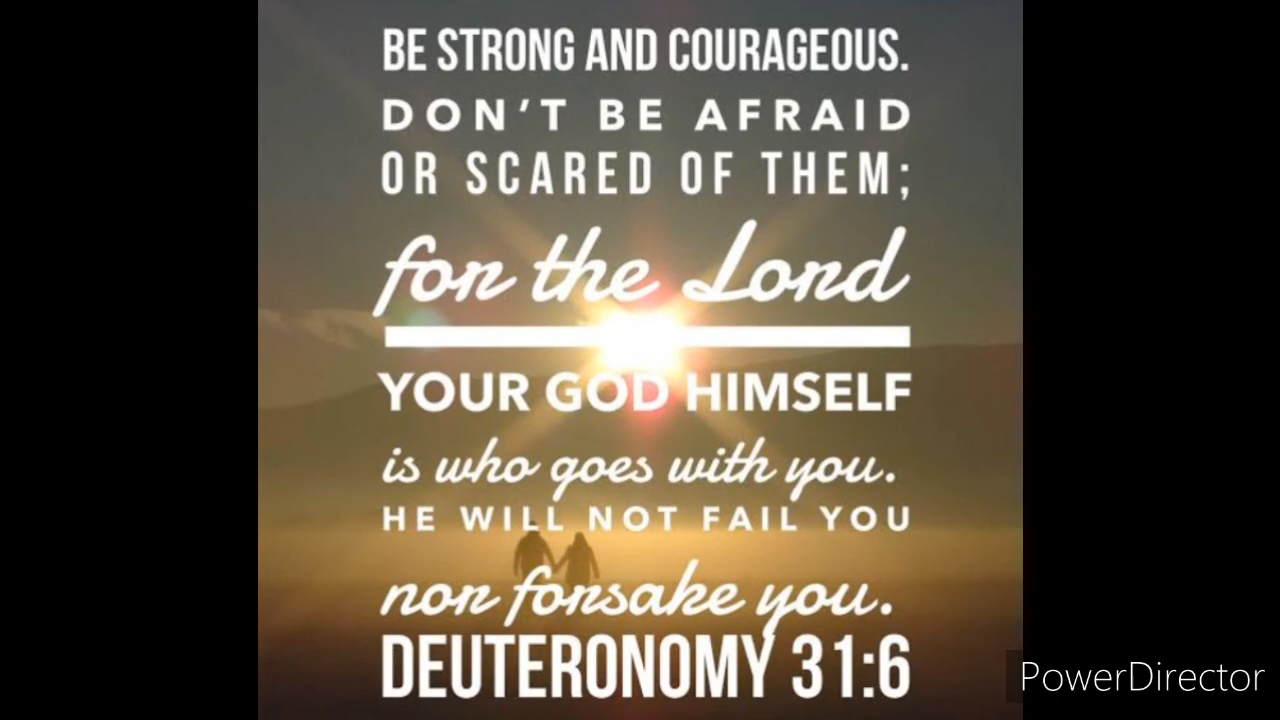 BE STRONG AND COURAGEOUS.
DON'T BE AFRAID
OR SCARED OF THEM;
for the Lord
YOUR GOD HIMSELF
is who goes with you.
HE WILL NOT FAIL YOU
nor forsake you.
DEUTERONOMY 31:6
PowerDirector